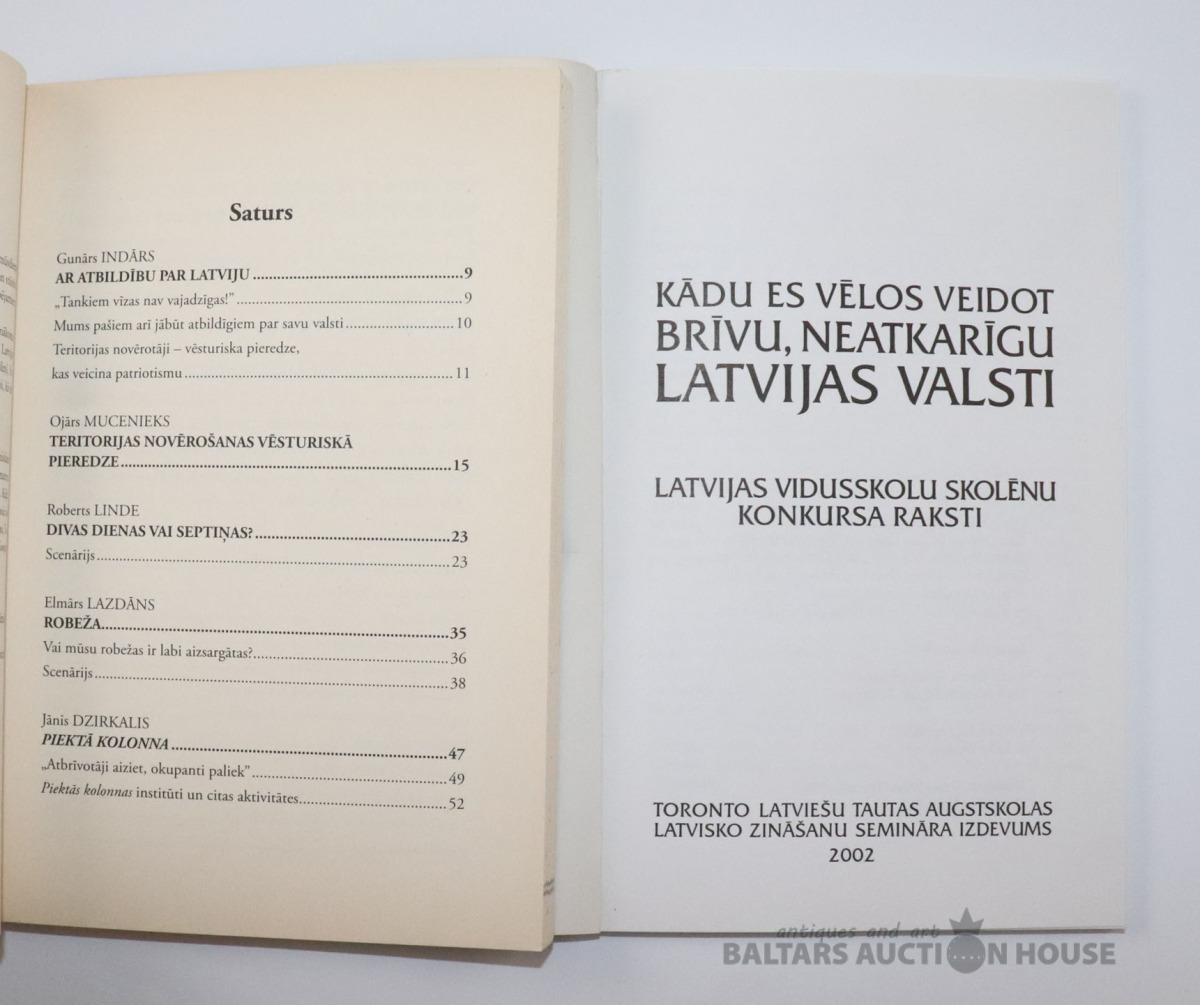 Saturs
Gunārs INDĀRS
AR ATBILDĪBU PAR LATVIJU ........ 9
„Tankiem vīzas nav vajadzīgas!” ........ 9
Mums pašiem arī jābūt atbildīgiem par savu valsti ........ 10
Teritorijas novērotāji – vēsturiska pieredze,
kas veicina patriotismu ........ 11
Ojārs MUCENIEKS
TERITORIJAS NOVĒROŠANAS VĒSTURISKĀ
PIEREDZE ........ 15
Roberts LINDE
DIVAS DIENAS VAI SEPTIŅAS? ........ 23
Scenārijs ........ 23
Elmārs LAZDĀNS
ROBEŽA ........ 35
Vai mūsu robežas ir labi aizsargātas? ........ 36
Scenārijs ........ 38
Jānis DZIRKALIS
PIEKTĀ KOLONNA ........ 47
„Atbrīvotāji aiziet, okupanti paliek” ........ 49
Piektās kolonnas institūti un citas aktivitātes ........ 52
KĀDU ES VĒLOS VEIDOT
BRĪVU, NEATKARĪGU
LATVIJAS VALSTI
LATVIJAS VIDUSSKOLU SKOLĒNU
KONKURSA RAKSTI
TORONTO LATVIEŠU TAUTAS AUGSTSKOLAS
LATVISKO ZINĀŠANU SEMINĀRA IZDEVUMS
2002
antiques and art
BALTARS AUCTION HOUSE